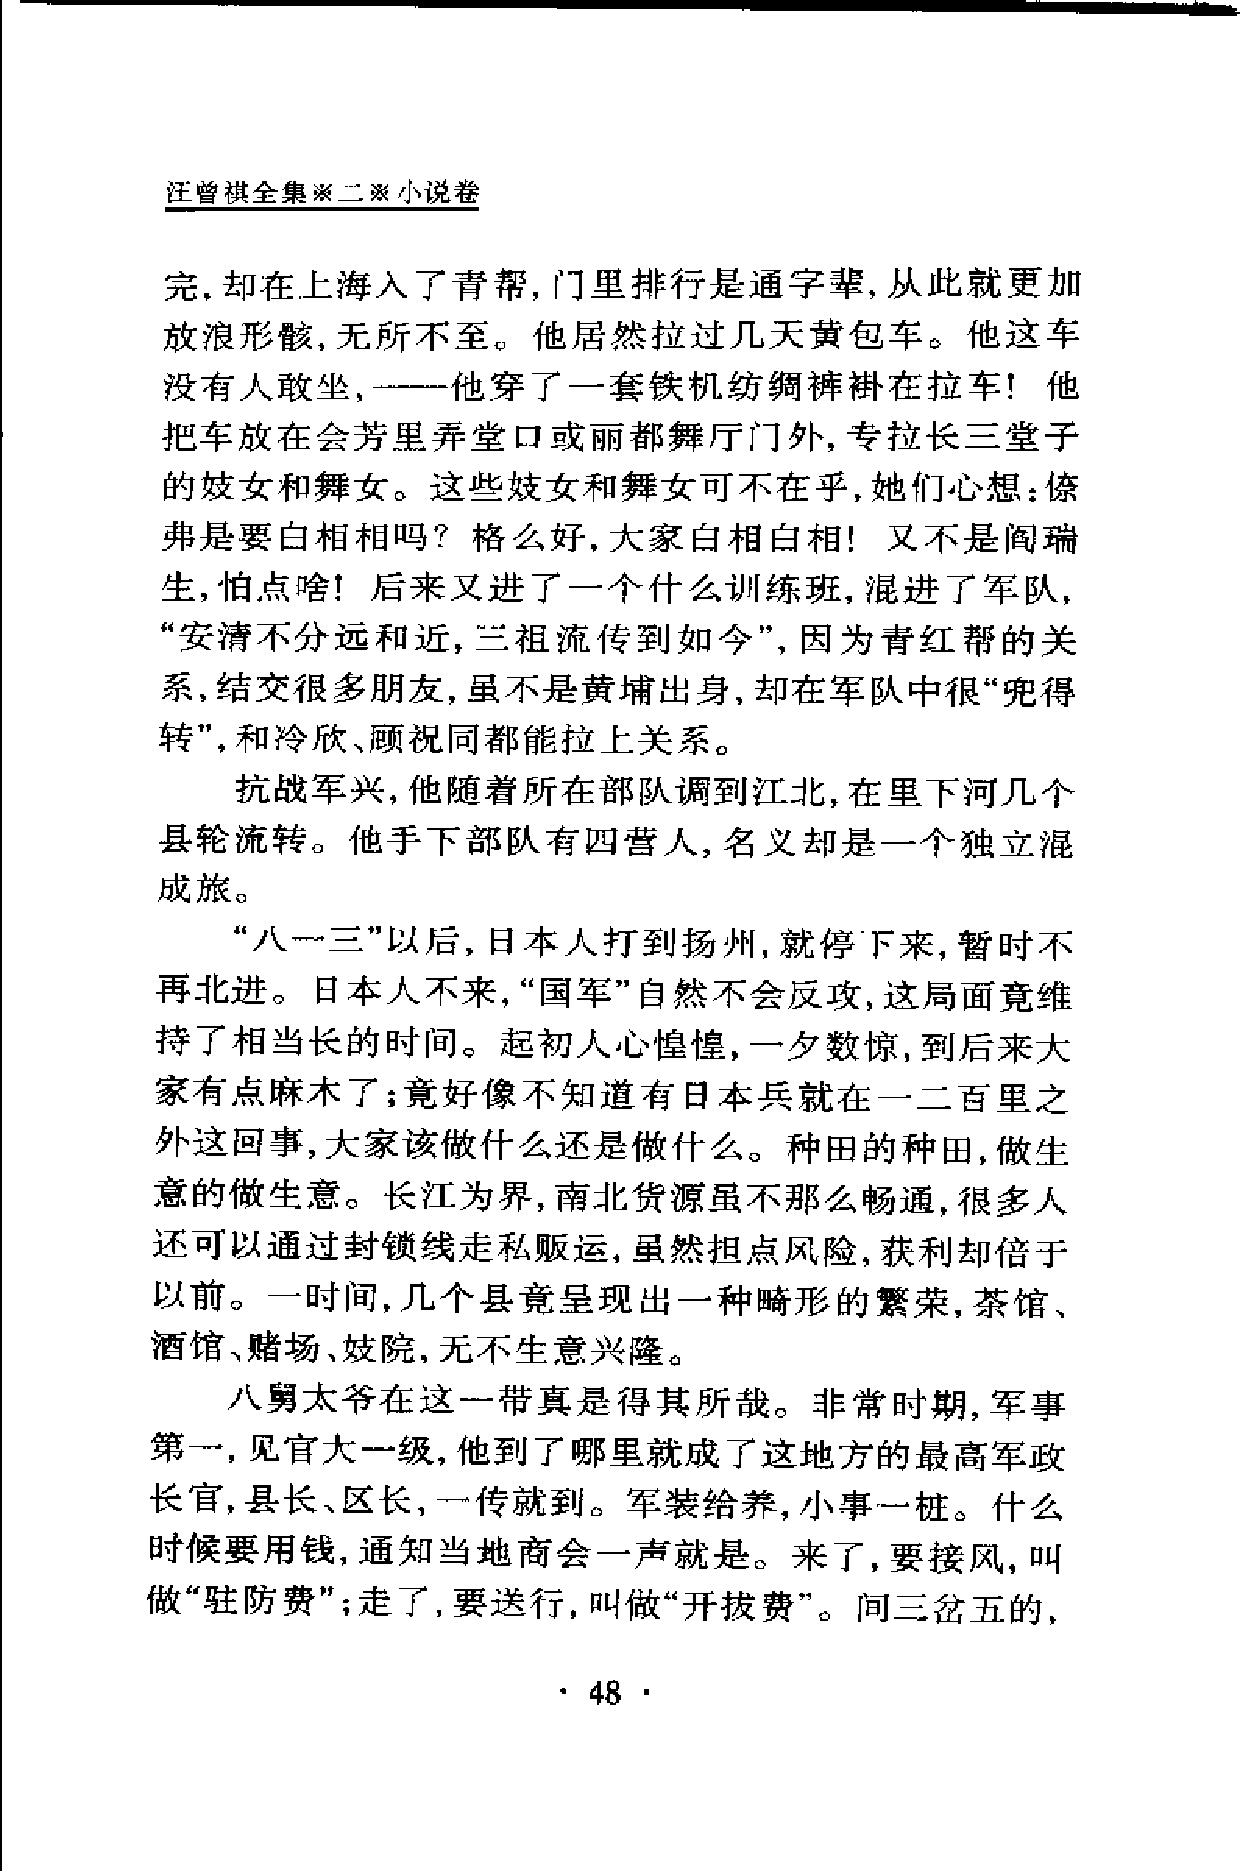 汪曾祺全集※二※小说卷
完，却在上海入了青帮，门里排行是通字辈，从此就更加
放浪形骸，无所不至。他居然拉过几天黄包车。他这车
没有人敢坐，——他穿了一套铁机纺绸裤褂在拉车！他
把车放在会芳里弄堂口或丽都舞厅门外，专拉长三堂子
的妓女和舞女。这些妓女和舞女可不在乎，她们心想：倷
弗是要白相相吗？格么好，大家白相白相！又不是阎瑞
生，怕点啥！后来又进了一个什么训练班，混进了军队，
“安清不分远和近，三祖流传到如今”，因为青红帮的关
系，结交很多朋友，虽不是黄埔出身，却在军队中很“兜得
转”，和冷欣、顾祝同都能拉上关系。
抗战军兴，他随着所在部队调到江北，在里下河几个
县轮流转。他手下部队有四营人，名义却是一个独立混
成旅。
“八一三”以后，日本人打到扬州，就停下来，暂时不
再北进。日本人不来，“国军”自然不会反攻，这局面竟维
持了相当长的时间。起初人心惶惶，一夕数惊，到后来大
家有点麻木了；竟好像不知道有日本兵就在一二百里之
外这回事，大家该做什么还是做什么。种田的种田，做生
意的做生意。长江为界，南北货源虽不那么畅通，很多人
还可以通过封锁线走私贩运，虽然担点风险，获利却倍于
以前。一时间，几个县竟呈现出一种畸形的繁荣，茶馆、
酒馆、赌场、妓院，无不生意兴隆。
八舅太爷在这一带真是得其所哉。非常时期，军事
第一，见官大一级，他到了哪里就成了这地方的最高军政
长官，县长、区长，一传就到。军装给养，小事一桩。什么
时候要用钱，通知当地商会一声就是。来了，要接风，叫
做“驻防费”；走了，要送行，叫做“开拔费”。间三岔五的，
· 48 ·